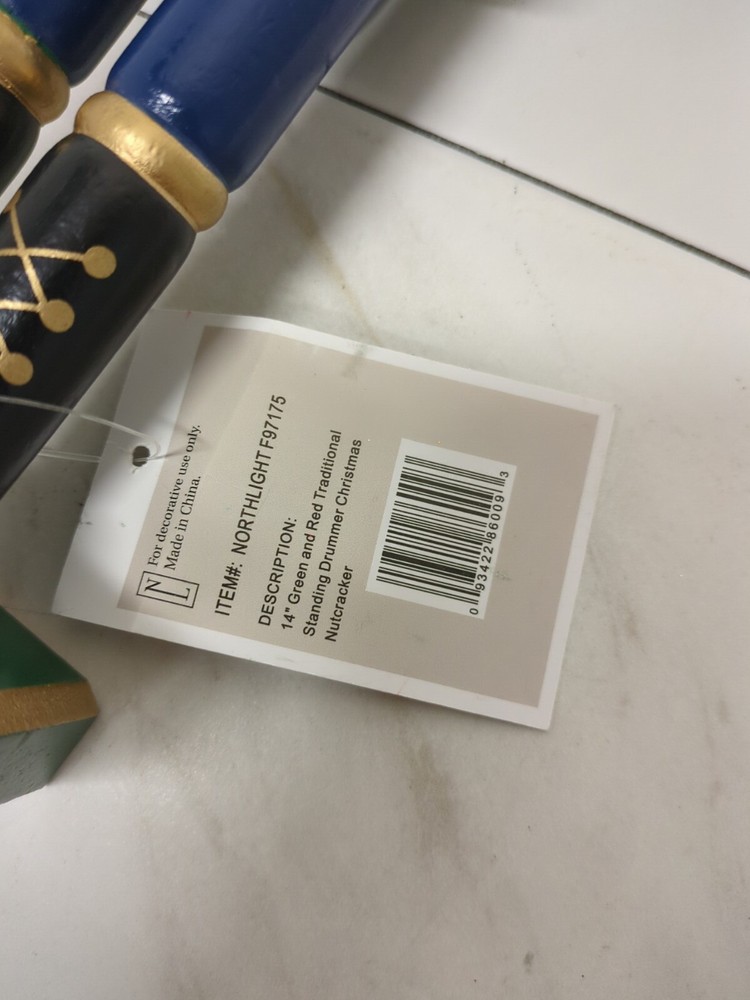 NL
For decorative use only.
Made in China.
ITEM#: NORTHLIGHT F97175
DESCRIPTION:
14" Green and Red Traditional
Standing Drummer Christmas
Nutcracker
0 93422 86009 3